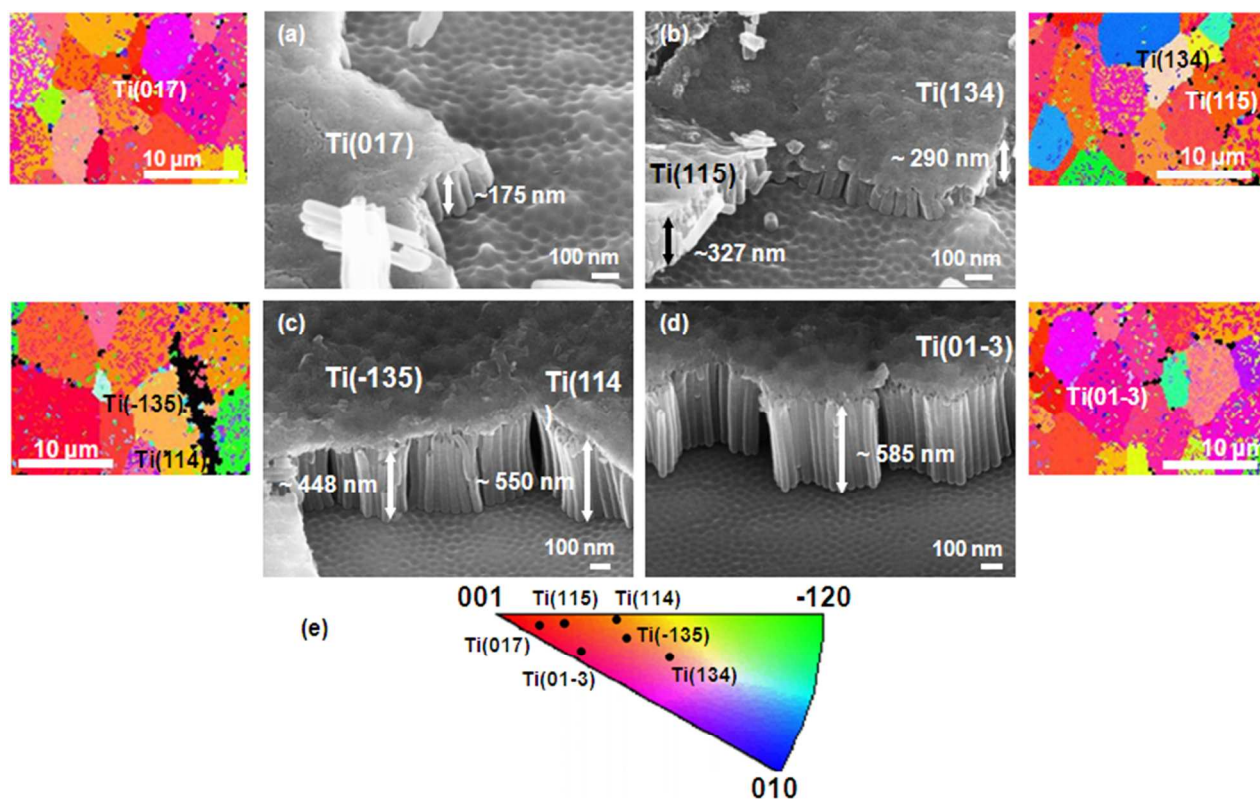 Ti(017)
10 µm
(a)
Ti(017)
~175 nm
100 nm
(b)
Ti(134)
~ 290 nm
Ti(115)
~327 nm
100 nm
Ti(134)
Ti(115)
10 µm
Ti(-135)
10 µm
Ti(114)
(c)
Ti(-135)
Ti(114
~ 448 nm
~ 550 nm
100 nm
(d)
Ti(01-3)
~ 585 nm
100 nm
Ti(01-3)
10 µm
(e)
001
Ti(115)
Ti(114)
-120
Ti(017)
Ti(-135)
Ti(01-3)
Ti(134)
010